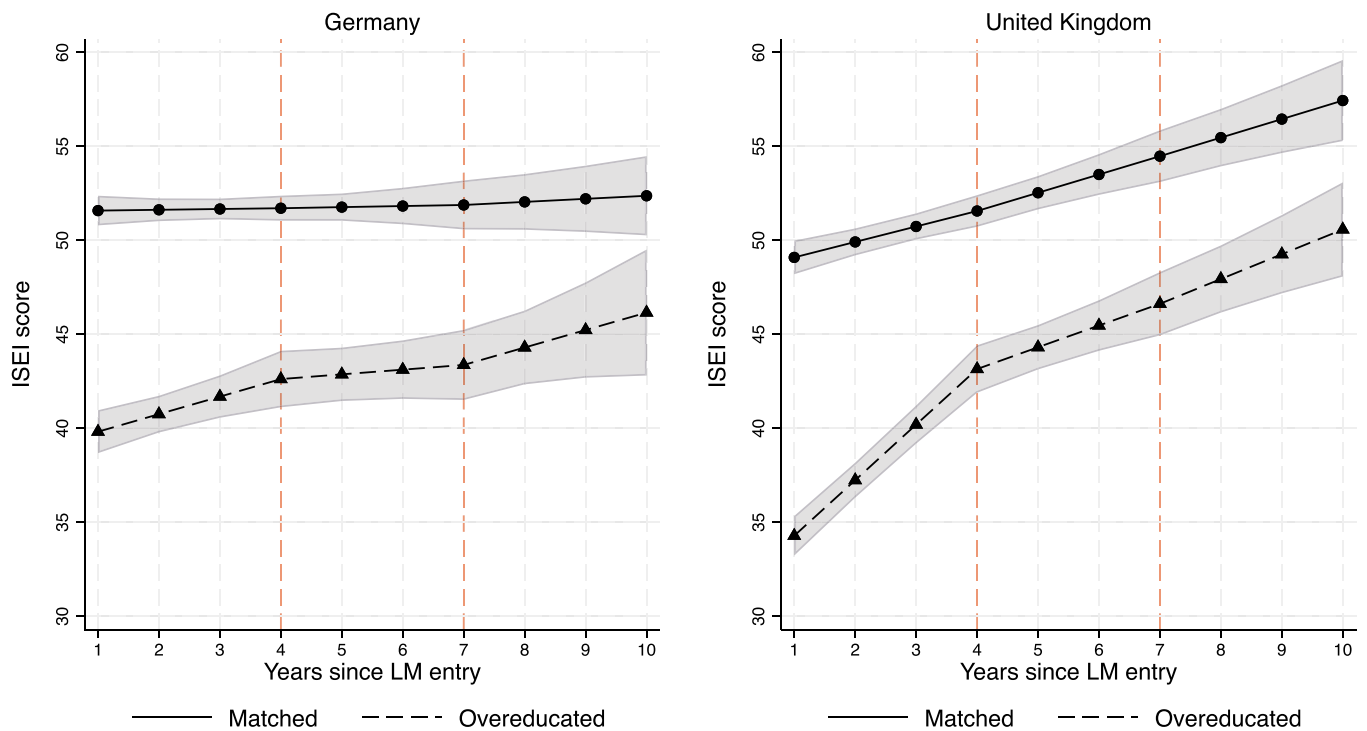 Germany
ISEI score
60
55
50
45
40
35
30
1 2 3 4 5 6 7 8 9 10
Years since LM entry
Matched Overeducated
United Kingdom
ISEI score
60
55
50
45
40
35
30
1 2 3 4 5 6 7 8 9 10
Years since LM entry
Matched Overeducated